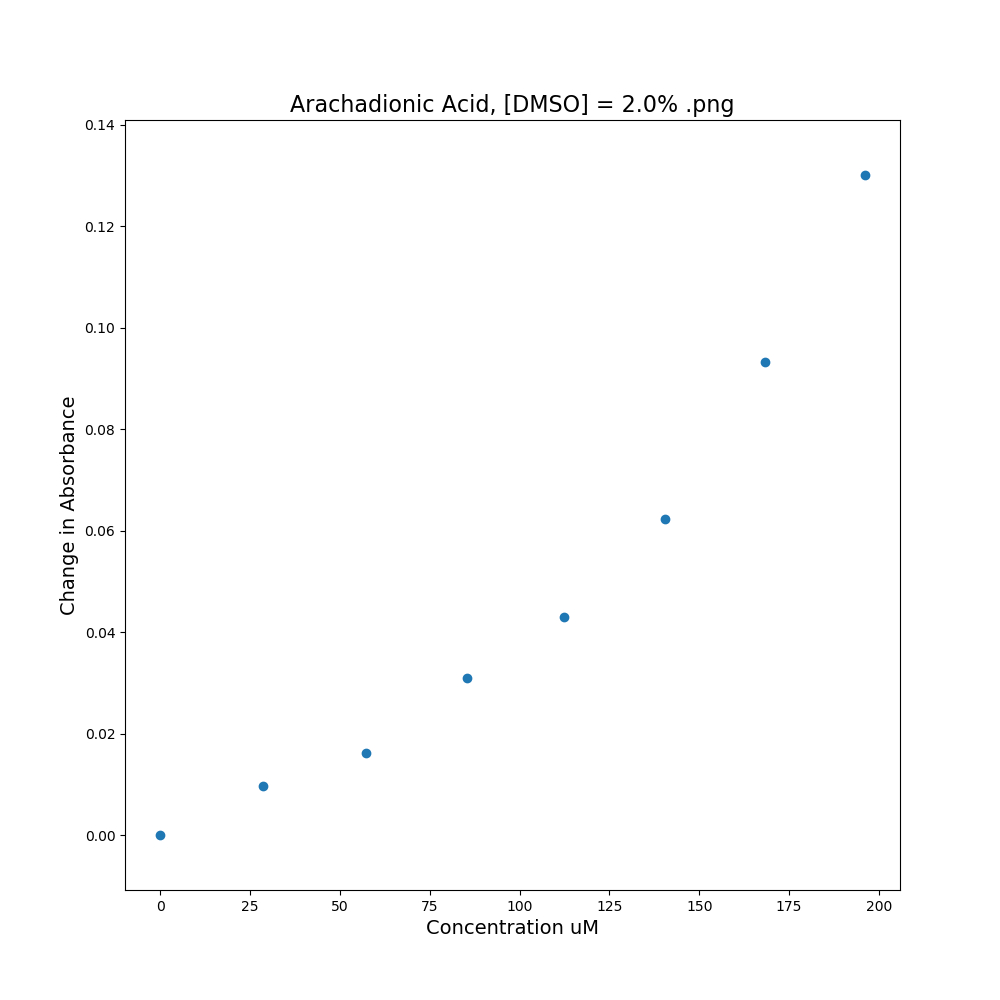 Arachadionic Acid, [DMSO] = 2.0% .png
0.14
0.12
0.10
0.08
0.06
0.04
0.02
0.00
Change in Absorbance
0 25 50 75 100 125 150 175 200
Concentration uM